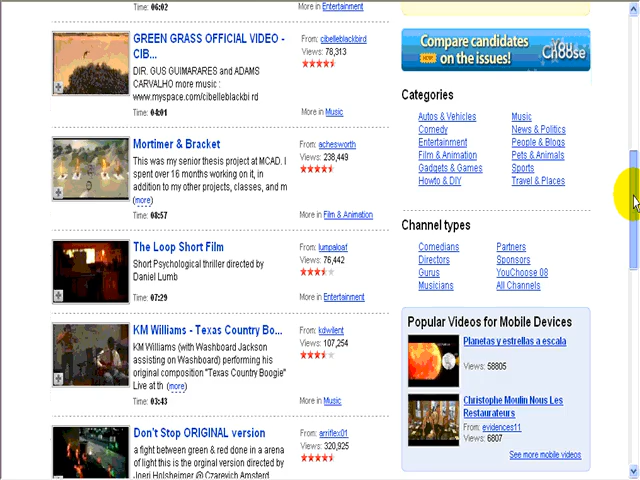 Time: 06:02
More in Entertainment
GREEN GRASS OFFICIAL VIDEO - CIB...
DIR. GUS GUIMARARES and ADAMS
CARVALHO more music :
www.myspace.com/cibelleblackbi rd
Time: 04:01
From: cibelleblackbird
Views: 78,313
More in Music
Mortimer & Bracket
This was my senior thesis project at MCAD. I
spent over 16 months working on it, in
addition to my other projects, classes, and m
(more)
Time: 08:57
From: achesworth
Views: 238,449
More in Film & Animation
The Loop Short Film
Short Psychological thriller directed by
Daniel Lumb
Time: 07:29
From: lumpaloaf
Views: 76,442
More in Entertainment
KM Williams - Texas Country Bo...
KM Williams (with Washboard Jackson
assisting on Washboard) performing his
original composition "Texas Country Boogie"
Live at th (more)
Time: 03:43
From: kdwilent
Views: 107,254
More in Music
Don't Stop ORIGINAL version
a fight between green & red done in a arena
of light this is the orginal version directed by
Joeri Holsheimer @ Czarevich Amsterd
From: arriflex01
Views: 320,925
Compare candidates
NEW! on the issues!
You Choose
Categories
Autos & Vehicles
Comedy
Entertainment
Film & Animation
Gadgets & Games
Howto & DIY
Music
News & Politics
People & Blogs
Pets & Animals
Sports
Travel & Places
Channel types
Comedians
Directors
Gurus
Musicians
Partners
Sponsors
YouChoose 08
All Channels
Popular Videos for Mobile Devices
Planetas y estrellas a escala
Views: 58805
Christophe Moulin Nous Les
Restaurateurs
From: evidences11
Views: 6807
See more mobile videos